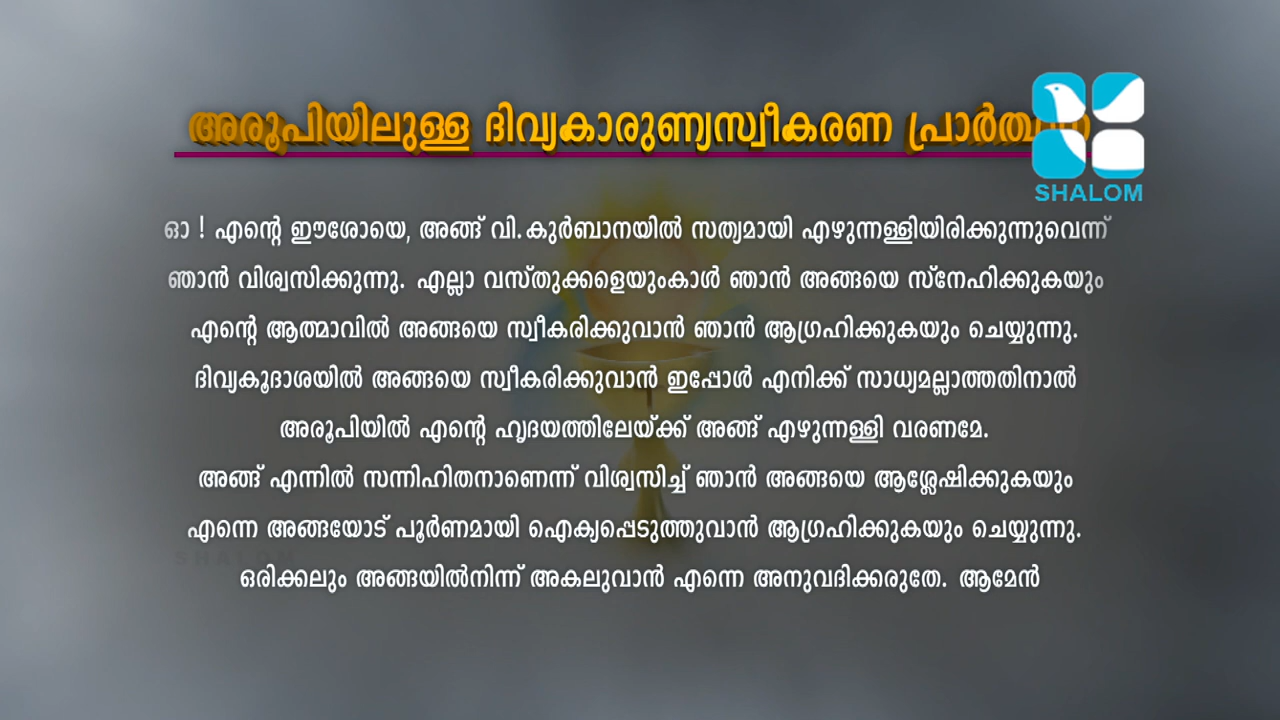 അരൂപിയിലുള്ള ദിവ്യകാരുണ്യസ്വീകരണ പ്രാർത്ഥന
SHALOM
ഓ ! എന്റെ ഈശോയെ, അങ്ങ് വി. കുർബാനയിൽ സത്യമായി എഴുന്നള്ളിയിരിക്കുന്നുവെന്ന്
ഞാൻ വിശ്വസിക്കുന്നു. എല്ലാ വസ്തുക്കളെയുംകാൾ ഞാൻ അങ്ങയെ സ്നേഹിക്കുകയും
എന്റെ ആത്മാവിൽ അങ്ങയെ സ്വീകരിക്കുവാൻ ഞാൻ ആഗ്രഹിക്കുകയും ചെയ്യുന്നു.
ദിവ്യകൂദാശയിൽ അങ്ങയെ സ്വീകരിക്കുവാൻ ഇപ്പോൾ എനിക്ക് സാധ്യമല്ലാത്തതിനാൽ
അരൂപിയിൽ എന്റെ ഹൃദയത്തിലേയ്ക്ക് അങ്ങ് എഴുന്നള്ളി വരണമേ.
അങ്ങ് എന്നിൽ സന്നിഹിതനാണെന്ന് വിശ്വസിച്ച് ഞാൻ അങ്ങയെ ആശ്ലേഷിക്കുകയും
എന്നെ അങ്ങയോട് പൂർണമായി ഐക്യപ്പെടുത്തുവാൻ ആഗ്രഹിക്കുകയും ചെയ്യുന്നു.
SHALOM
ഒരിക്കലും അങ്ങയിൽനിന്ന് അകലുവാൻ എന്നെ അനുവദിക്കരുതേ. ആമേൻ